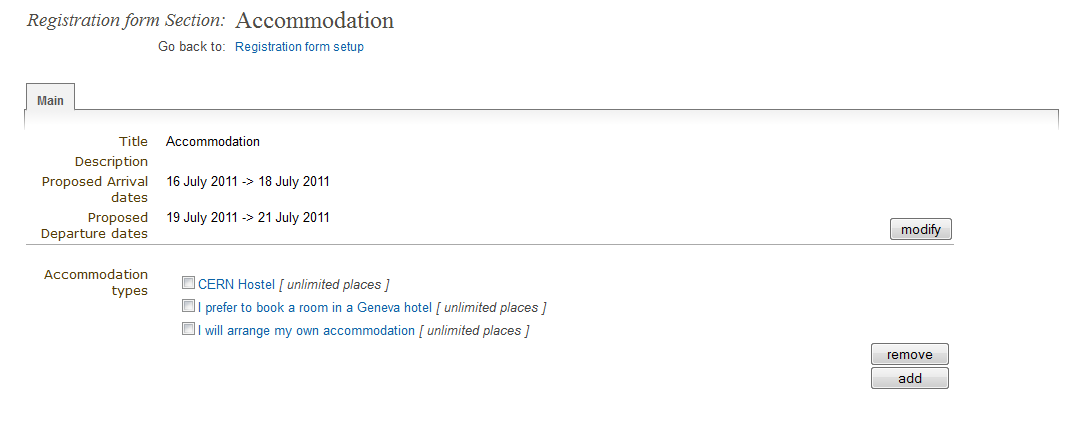 Registration form Section: Accommodation
Go back to: Registration form setup
Main
Title Accommodation
Description
Proposed Arrival 16 July 2011 -> 18 July 2011
dates
Proposed 19 July 2011 -> 21 July 2011
Departure dates modify
Accommodation
types
CERN Hostel [ unlimited places ]
I prefer to book a room in a Geneva hotel [ unlimited places ]
I will arrange my own accommodation [ unlimited places ]
remove
add